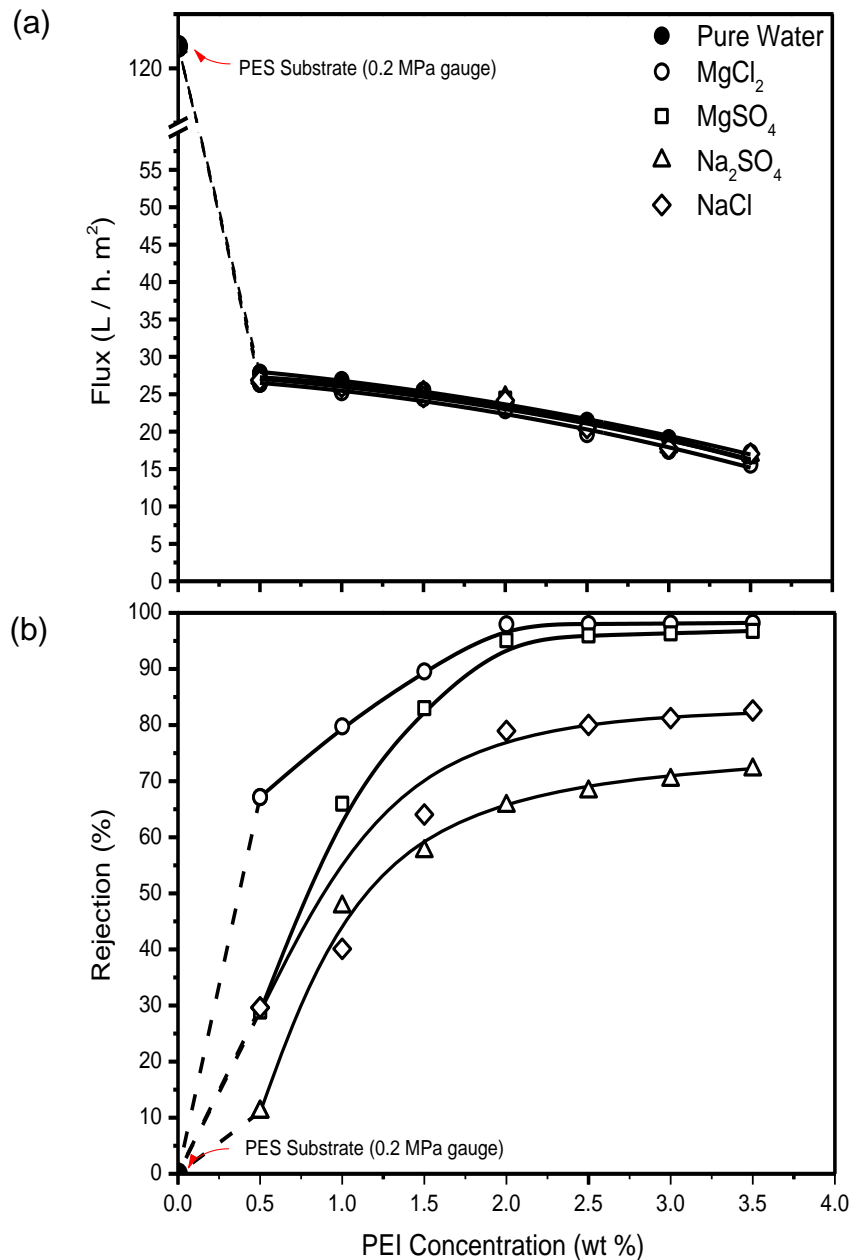 (a)
Pure Water
MgCl₂
MgSO₄
Na₂SO₄
NaCl
PES Substrate (0.2 MPa gauge)
Flux (L / h. m²)
120
55
50
45
40
35
30
25
20
15
10
5
0
(b)
Rejection (%)
100
90
80
70
60
50
40
30
20
10
0
PES Substrate (0.2 MPa gauge)
0.0 0.5 1.0 1.5 2.0 2.5 3.0 3.5 4.0
PEI Concentration (wt %)